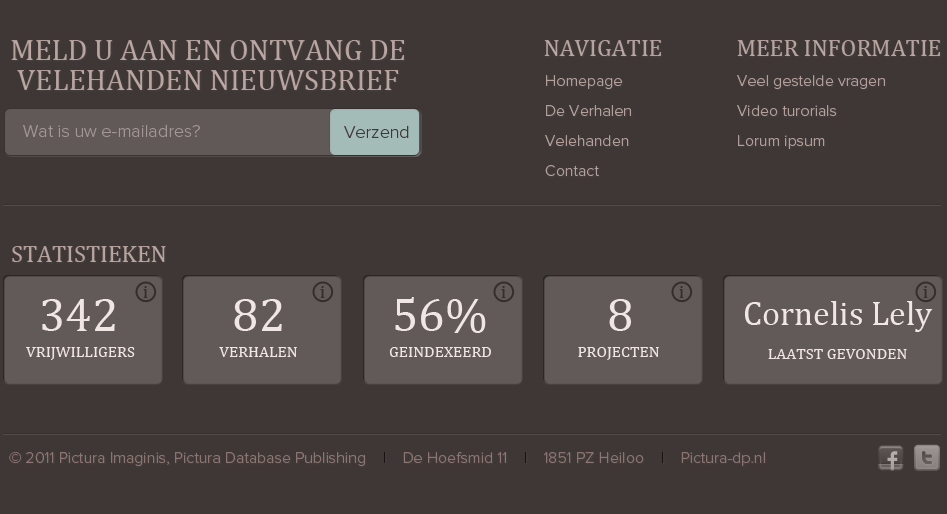 MELD U AAN EN ONTVANG DE
VELEHANDEN NIEUWSBRIEF
Wat is uw e-mailadres?
Verzend
NAVIGATIE
Homepage
De Verhalen
Velehanden
Contact
MEER INFORMATIE
Veel gestelde vragen
Video turorials
Lorum ipsum
STATISTIEKEN
342
VRIJWILLIGERS
82
VERHALEN
56%
GEINDEXEERD
8
PROJECTEN
Cornelis Lely
LAATST GEVONDEN
© 2011 Pictura Imaginis, Pictura Database Publishing | De Hoefsmid 11 | 1851 PZ Heiloo | Pictura-dp.nl